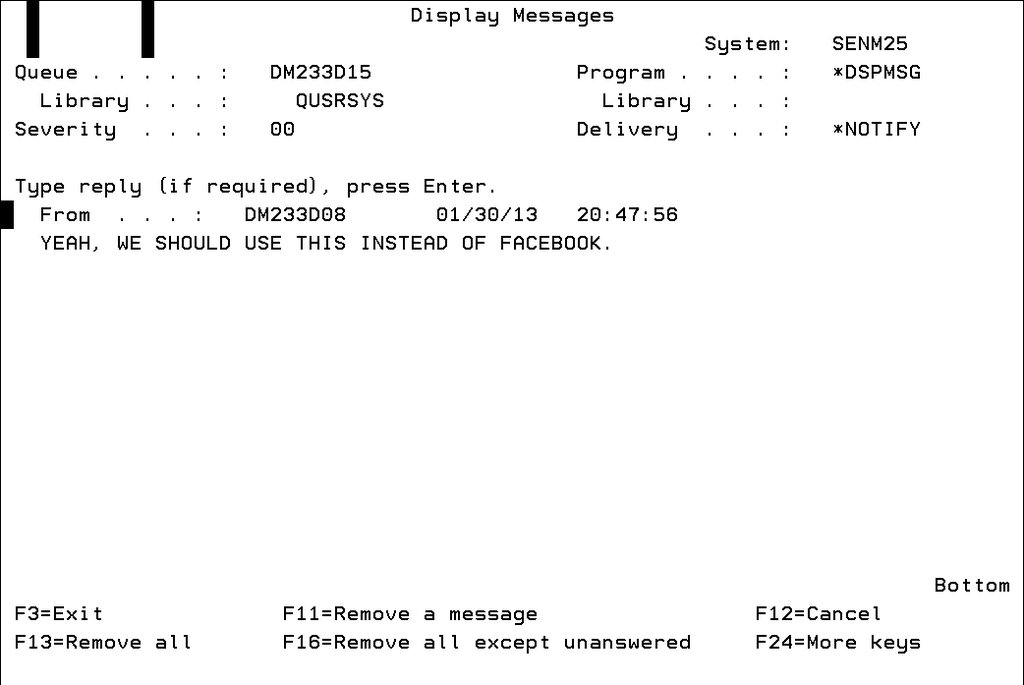 Display Messages
System:   SENM25
Queue . . . . . :   DM233D15                Program . . . . :   *DSPMSG
Library . . . :     QUSRSYS                 Library . . . :
Severity  . . . :   00                      Delivery  . . . :   *NOTIFY
Type reply (if required), press Enter.
From  . . . :   DM233D08       01/30/13   20:47:56
YEAH, WE SHOULD USE THIS INSTEAD OF FACEBOOK.
Bottom
F3=Exit              F11=Remove a message                 F12=Cancel
F13=Remove all       F16=Remove all except unanswered     F24=More keys